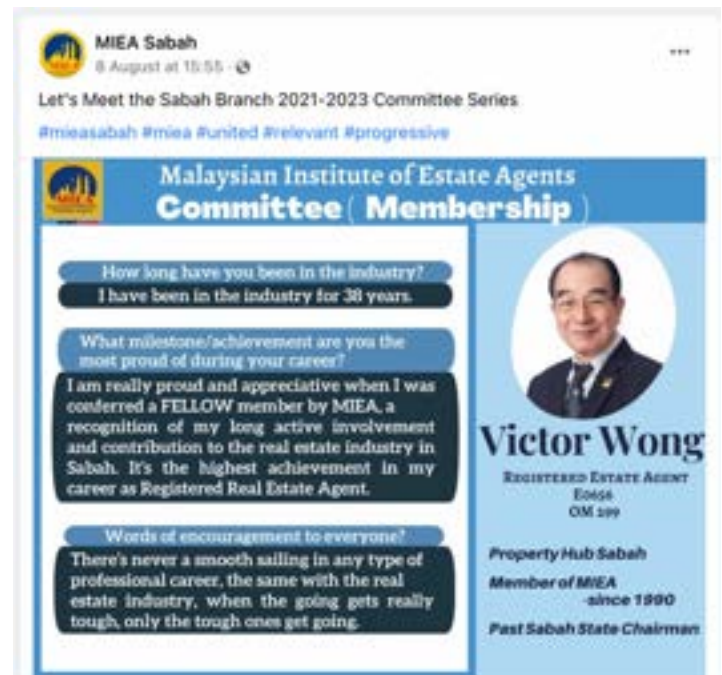 MIEA Sabah
8 August at 15:55
Let's Meet the Sabah Branch 2021-2023 Committee Series
#mieasabah #miea #united #relevant #progressive
MIEA
Malaysian Institute of Estate Agents
Committee ( Membership )
How long have you been in the industry?
I have been in the industry for 38 years.
What milestone/achievement are you the
most proud of during your career?
I am really proud and appreciative when I was
conferred a FELLOW member by MIEA, a
recognition of my long active involvement
and contribution to the real estate industry in
Sabah. It's the highest achievement in my
career as Registered Real Estate Agent.
Words of encouragement to everyone?
There's never a smooth sailing in any type of
professional career, the same with the real
estate industry, when the going gets really
tough, only the tough ones get going.
Victor Wong
REGISTERED ESTATE AGENT
E0656
OM 299
Property Hub Sabah
Member of MIEA
-since 1990
Past Sabah State Chairman